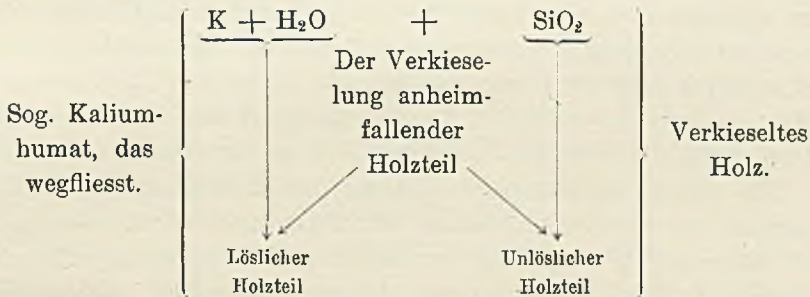 K + H₂O + SiO₂
Der Verkiese-
lung anheim-
fallender
Holzteil
Sog. Kalium-
humat, das
wegfliesst.
Verkieseltes
Holz.
Löslicher
Holzteil
Unlöslicher
Holzteil